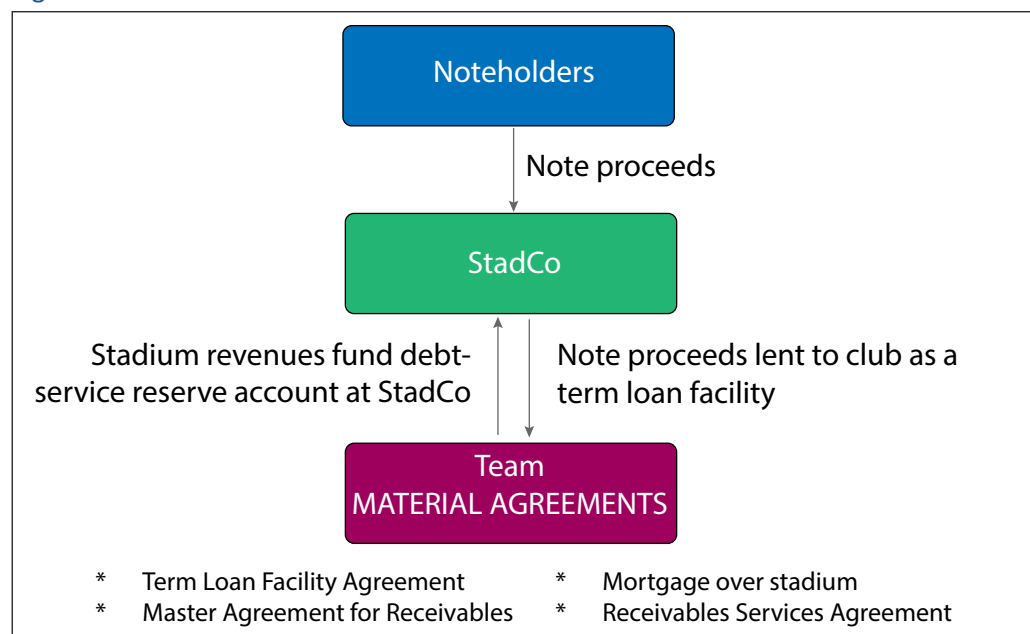 Noteholders
Note proceeds
StadCo
Stadium revenues fund debt-
service reserve account at StadCo
Note proceeds lent to club as a
term loan facility
Team
MATERIAL AGREEMENTS
* Term Loan Facility Agreement
* Master Agreement for Receivables
* Mortgage over stadium
* Receivables Services Agreement